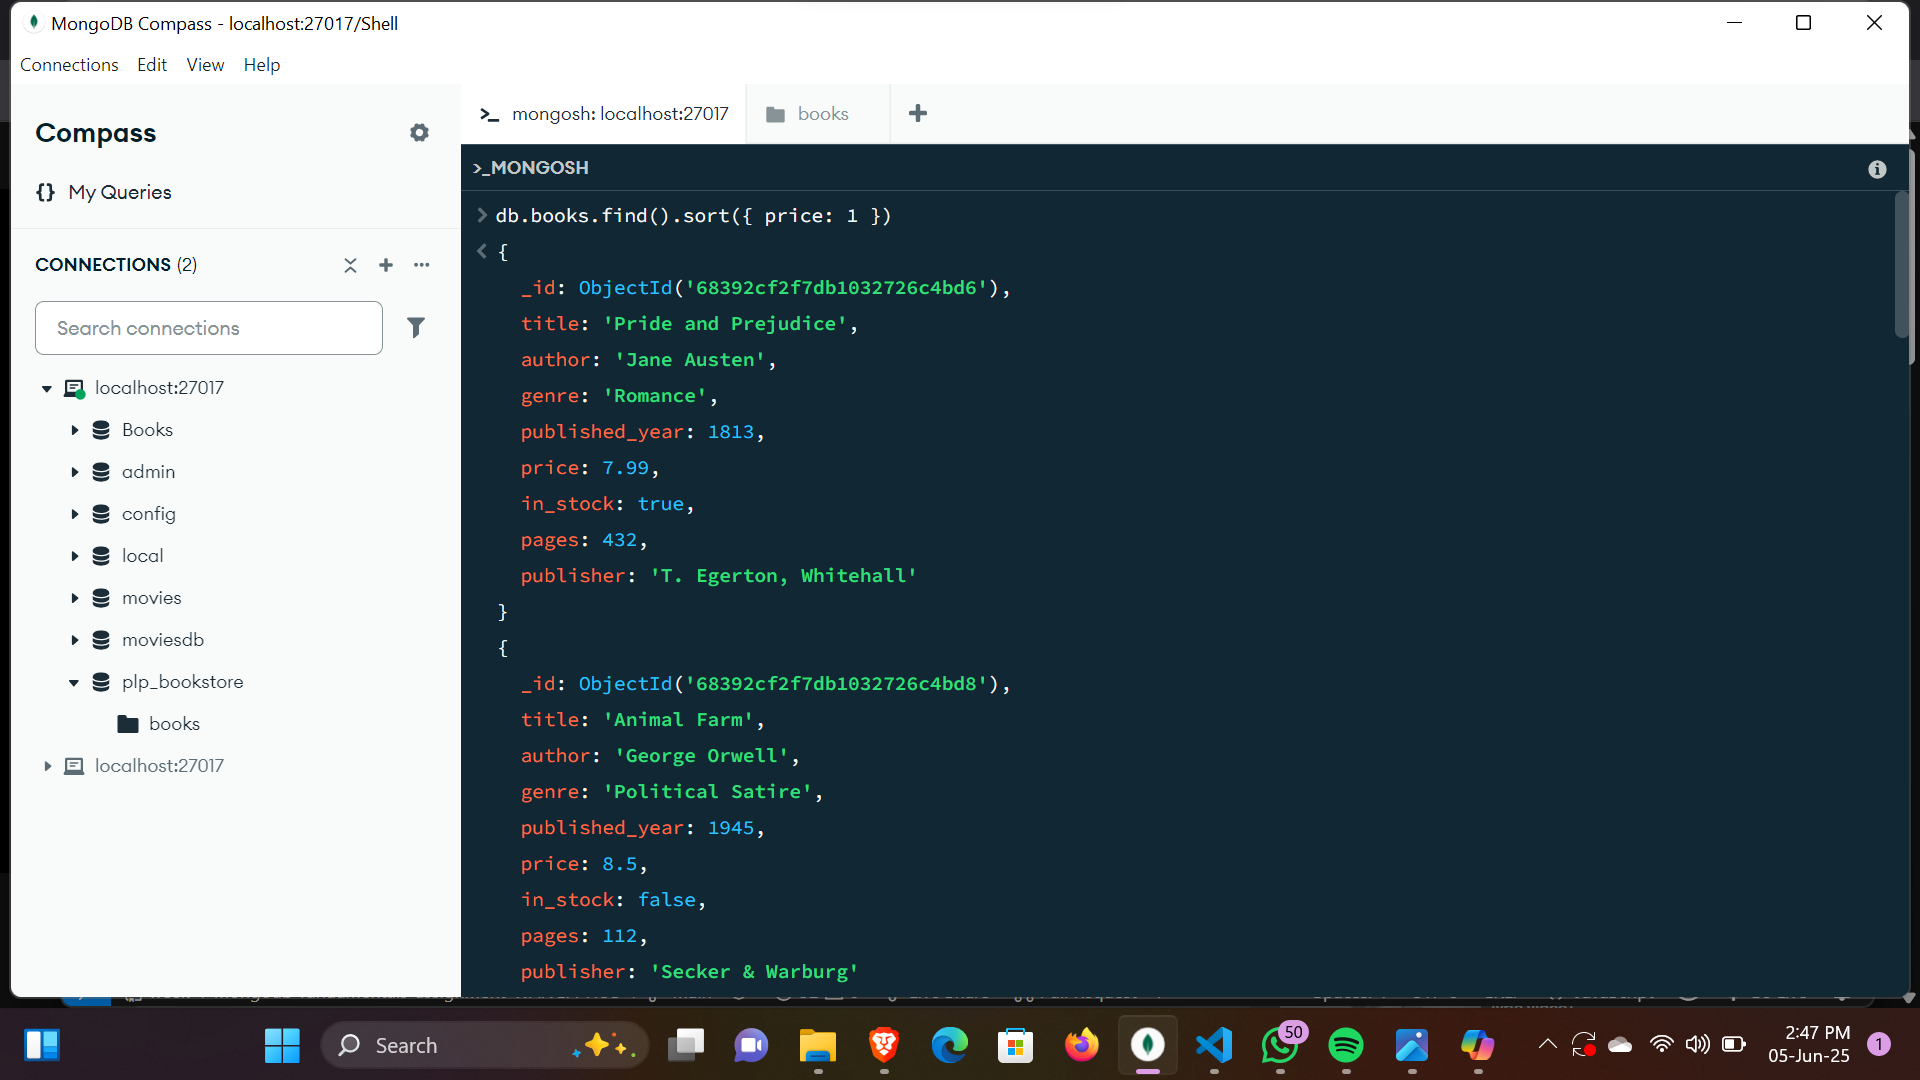 MongoDB Compass - localhost:27017/Shell
Connections Edit View Help
Compass
{} My Queries
CONNECTIONS (2)
Search connections
localhost:27017
Books
admin
config
local
movies
moviesdb
plp_bookstore
books
localhost:27017
>_ mongosh: localhost:27017
books
>_MONGOSH
db.books.find().sort({ price: 1 })
{
_id: ObjectId('68392cf2f7db1032726c4bd6'),
title: 'Pride and Prejudice',
author: 'Jane Austen',
genre: 'Romance',
published_year: 1813,
price: 7.99,
in_stock: true,
pages: 432,
publisher: 'T. Egerton, Whitehall'
}
{
_id: ObjectId('68392cf2f7db1032726c4bd8'),
title: 'Animal Farm',
author: 'George Orwell',
genre: 'Political Satire',
published_year: 1945,
price: 8.5,
in_stock: false,
pages: 112,
publisher: 'Secker & Warburg'
Search
50
2:47 PM
05-Jun-25
1